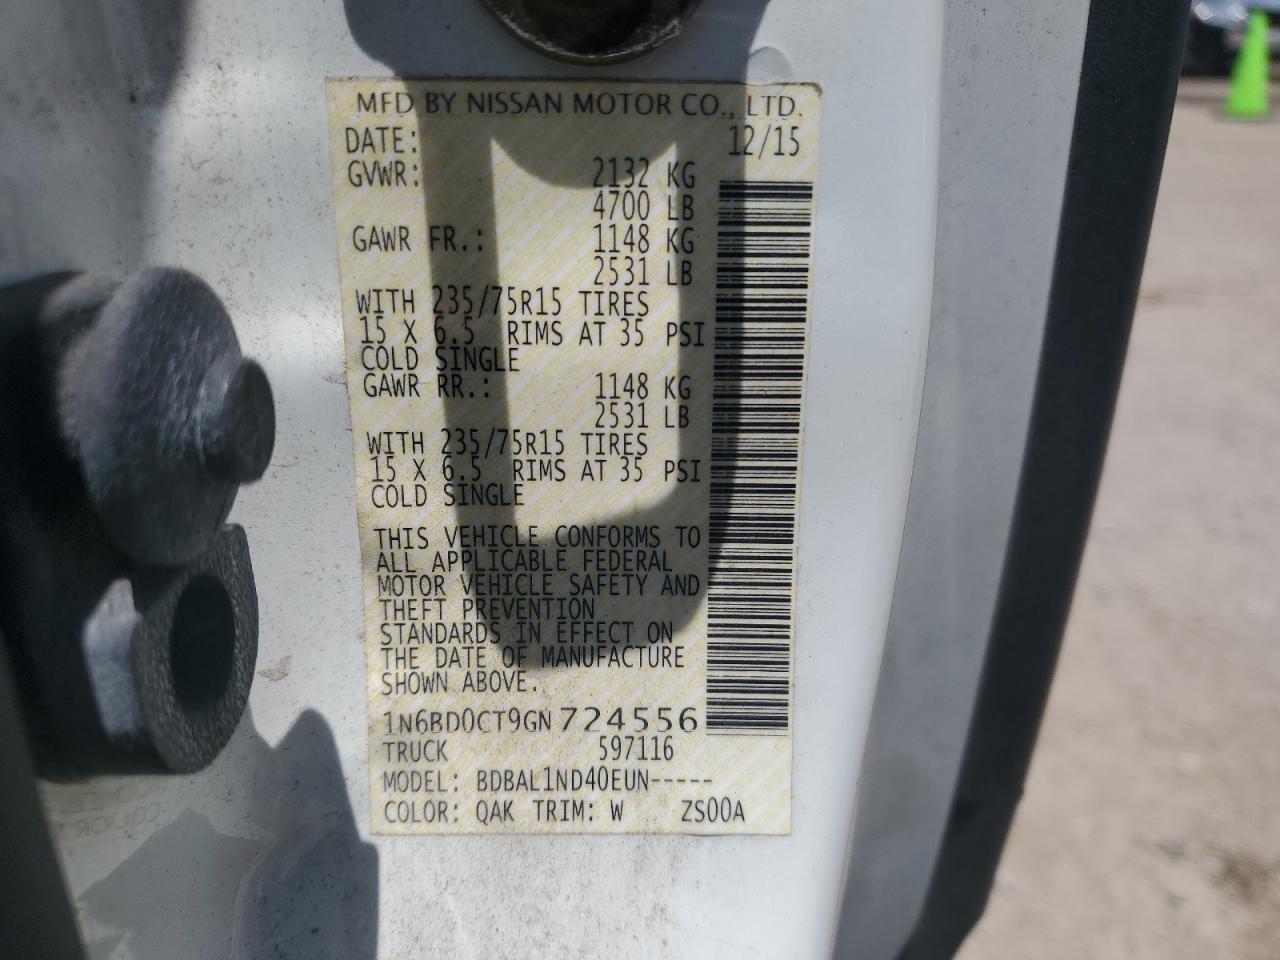 MFD BY NISSAN MOTOR CO., LTD.
DATE: 12/15
GVWR: 2132 KG
4700 LB
GAWR FR.: 1148 KG
2531 LB
WITH 235/75R15 TIRES
15 X 6.5 RIMS AT 35 PSI
COLD SINGLE
GAWR RR.: 1148 KG
2531 LB
WITH 235/75R15 TIRES
15 X 6.5 RIMS AT 35 PSI
COLD SINGLE
THIS VEHICLE CONFORMS TO
ALL APPLICABLE FEDERAL
MOTOR VEHICLE SAFETY AND
THEFT PREVENTION
STANDARDS IN EFFECT ON
THE DATE OF MANUFACTURE
SHOWN ABOVE.
1N6BD0CT9GN724556
TRUCK 597116
MODEL: BDBAL1ND40EUN-----
COLOR: QAK TRIM: W ZS00A